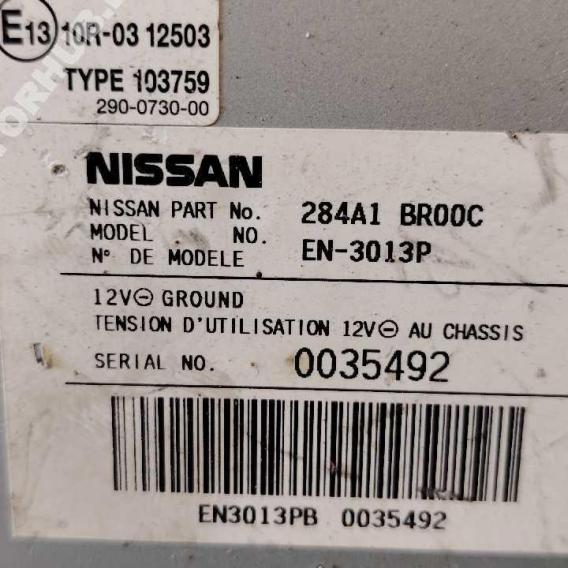 E13 10R-03 12503
TYPE 103759
290-0730-00
NISSAN
NISSAN PART No. 284A1 BR00C
MODEL NO. EN-3013P
N° DE MODELE
12V⊖ GROUND
TENSION D'UTILISATION 12V⊖ AU CHASSIS
SERIAL NO. 0035492
EN3013PB 0035492